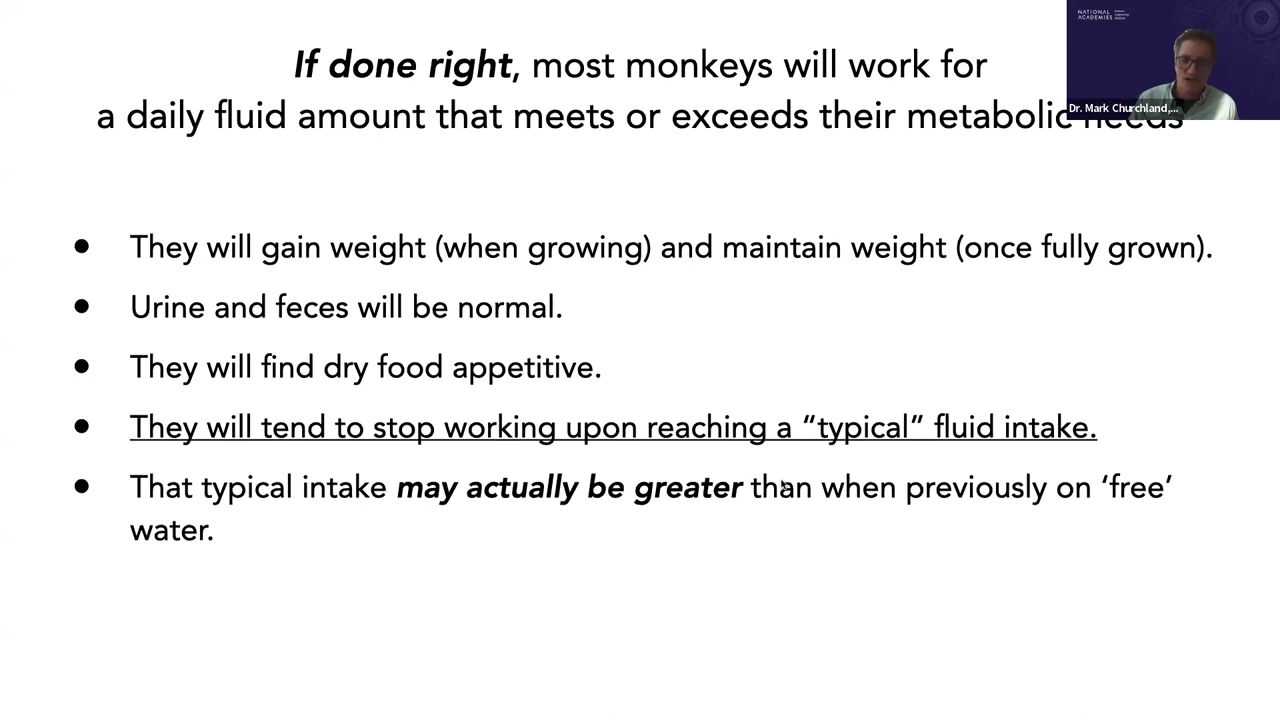 If done right, most monkeys will work for
a daily fluid amount that meets or exceeds their metabolic needs
NATIONAL
ACADEMIES
Dr. Mark Churchland,...
● They will gain weight (when growing) and maintain weight (once fully grown).
● Urine and feces will be normal.
● They will find dry food appetitive.
● They will tend to stop working upon reaching a “typical” fluid intake.
● That typical intake may actually be greater than when previously on ‘free’
water.